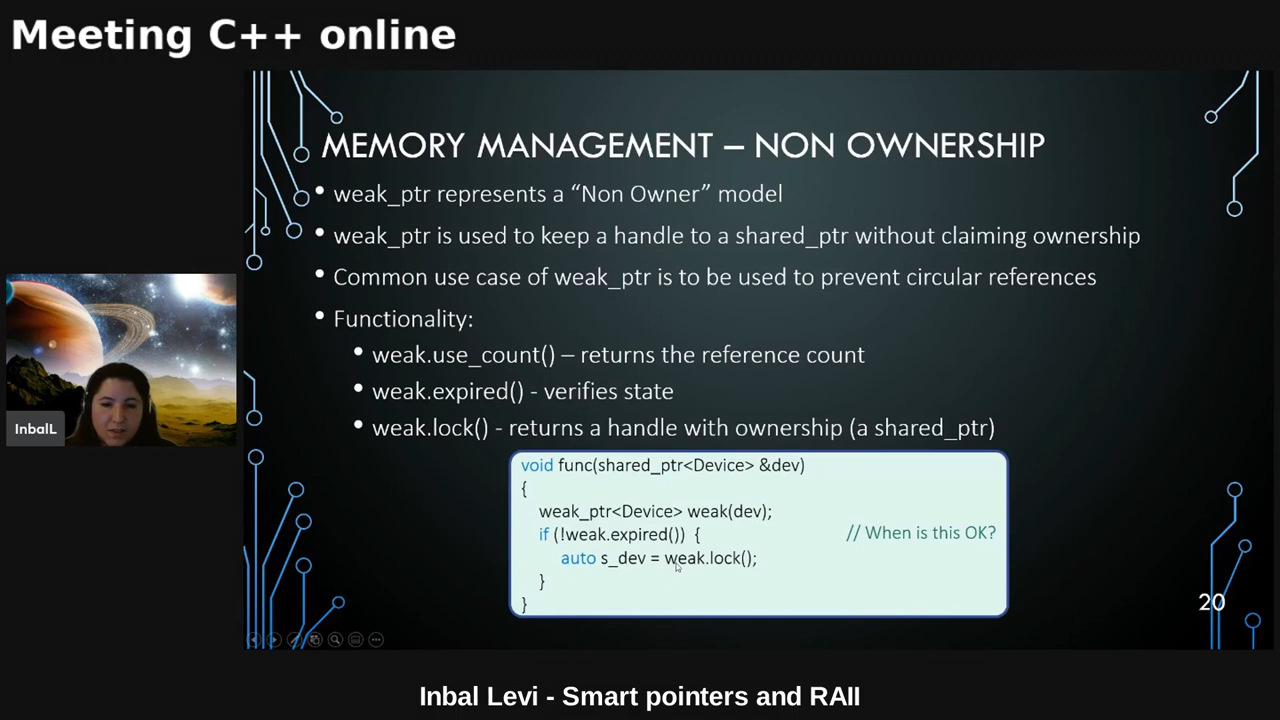 Meeting C++ online
MEMORY MANAGEMENT – NON OWNERSHIP
• weak_ptr represents a “Non Owner” model
• weak_ptr is used to keep a handle to a shared_ptr without claiming ownership
• Common use case of weak_ptr is to be used to prevent circular references
• Functionality:
• weak.use_count() – returns the reference count
• weak.expired() - verifies state
• weak.lock() - returns a handle with ownership (a shared_ptr)
void func(shared_ptr<Device> &dev)
{
weak_ptr<Device> weak(dev);
if (!weak.expired()) { // When is this OK?
auto s_dev = weak.lock();
}
}
20
InbalL
Inbal Levi - Smart pointers and RAII